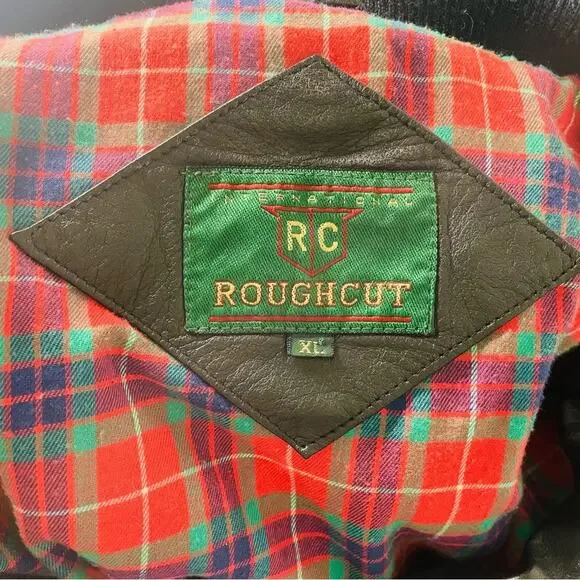 INTERNATIONAL
RC
ROUGHCUT
XL